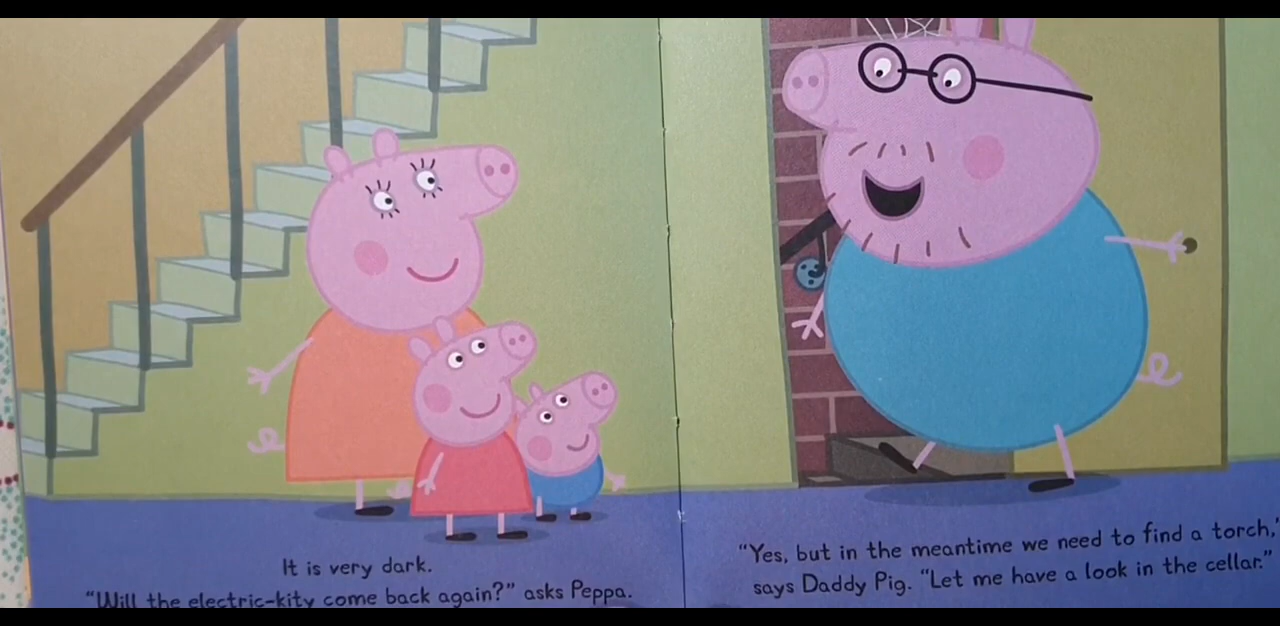 It is very dark.
“Will the electric-kity come back again?” asks Peppa.
“Yes, but in the meantime we need to find a torch,”
says Daddy Pig. “Let me have a look in the cellar.”